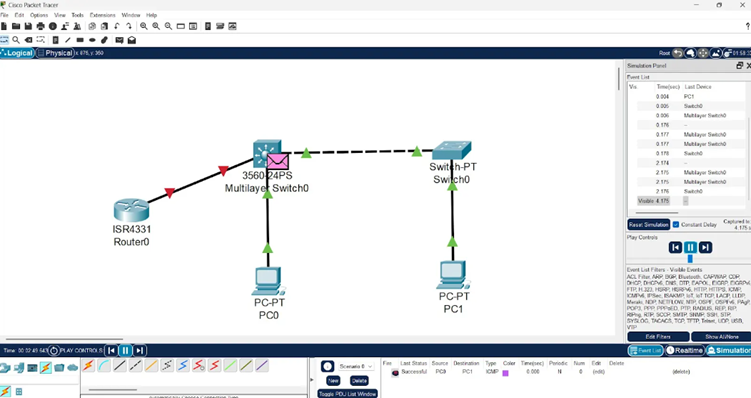 Cisco Packet Tracer
File Edit Options View Tools Extensions Window Help
Logical Physical x: 875, y: 360
Root
3560-24PS
Multilayer Switch0
Switch-PT
Switch0
ISR4331
Router0
PC-PT
PC0
PC-PT
PC1
Simulation Panel
Event List
Vis. Time(sec) Last Device
0.004 PC1
0.005 Switch0
0.006 Multilayer Switch0
0.176 --
0.177 Multilayer Switch0
0.177 Multilayer Switch0
0.178 Switch0
2.174 --
2.175 Multilayer Switch0
2.175 Multilayer Switch0
2.176 Switch0
Visible 4.175 --
Reset Simulation Constant Delay Captured to:
4.175 s
Play Controls
Event List Filters - Visible Events
ACL Filter, ARP, BGP, Bluetooth, CAPWAP, CDP,
DHCP, DHCPv6, DNS, DTP, EAPOL, EIGRP, EIGRPv6,
FTP, H.323, HSRP, HSRPv6, HTTP, HTTPS, ICMP,
ICMPv6, IPSec, ISAKMP, IoT, IoT TCP, LACP, LLDP,
Meraki, NDP, NETFLOW, NTP, OSPF, OSPFv6, PAgP,
POP3, PPP, PPPoED, PTP, RADIUS, REP, RIP,
RIPng, RTP, SCCP, SMTP, SNMP, SSH, STP,
SYSLOG, TACACS, TCP, TFTP, Telnet, UDP, USB,
VTP
Edit Filters Show All/None
Time: 00:02:49.643 PLAY CONTROLS:
Event List Realtime Simulation
Scenario 0
New Delete
Toggle PDU List Window
Fire Last Status Source Destination Type Color Time(sec) Periodic Num Edit Delete
Successful PC0 PC1 ICMP 0.000 N 0 (edit) (delete)